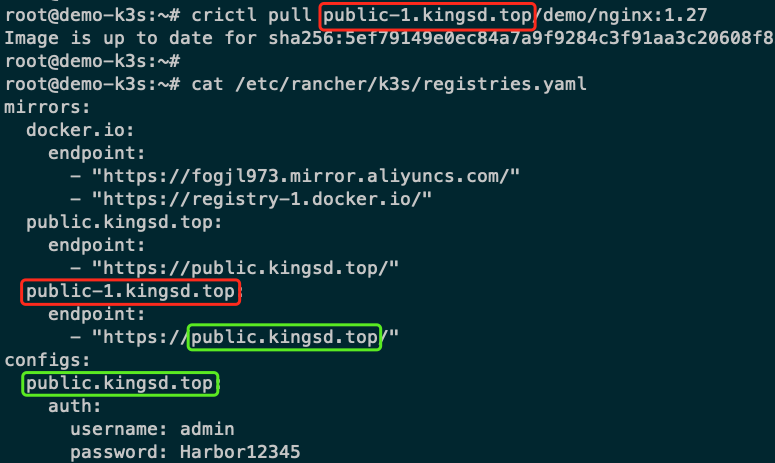 root@demo-k3s:~# crictl pull public-1.kingsd.top/demo/nginx:1.27
Image is up to date for sha256:5ef79149e0ec84a7a9f9284c3f91aa3c20608f8
root@demo-k3s:~#
root@demo-k3s:~# cat /etc/rancher/k3s/registries.yaml
mirrors:
  docker.io:
    endpoint:
      - "https://fogjl973.mirror.aliyuncs.com/"
      - "https://registry-1.docker.io/"
  public.kingsd.top:
    endpoint:
      - "https://public.kingsd.top/"
  public-1.kingsd.top:
    endpoint:
      - "https://public.kingsd.top/"
configs:
  public.kingsd.top:
    auth:
      username: admin
      password: Harbor12345